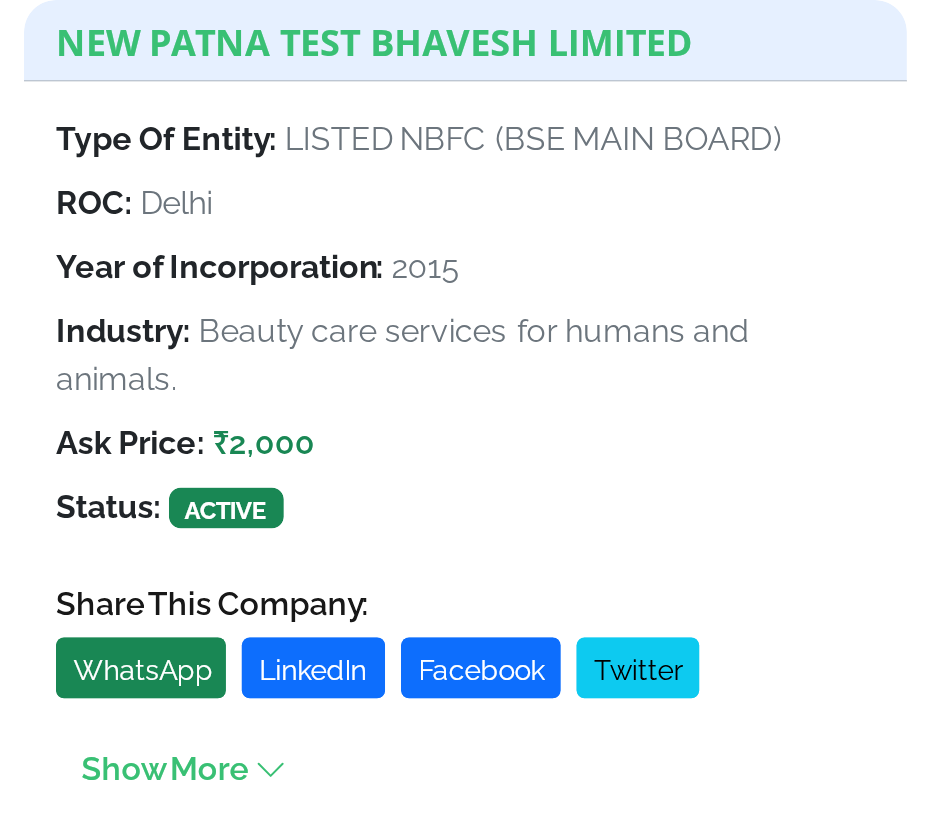 NEW PATNA TEST BHAVESH LIMITED
Type Of Entity: LISTED NBFC (BSE MAIN BOARD)
ROC: Delhi
Year of Incorporation: 2015
Industry: Beauty care services for humans and
animals.
Ask Price: ₹2,000
Status: ACTIVE
Share This Company:
WhatsApp LinkedIn Facebook Twitter
Show More